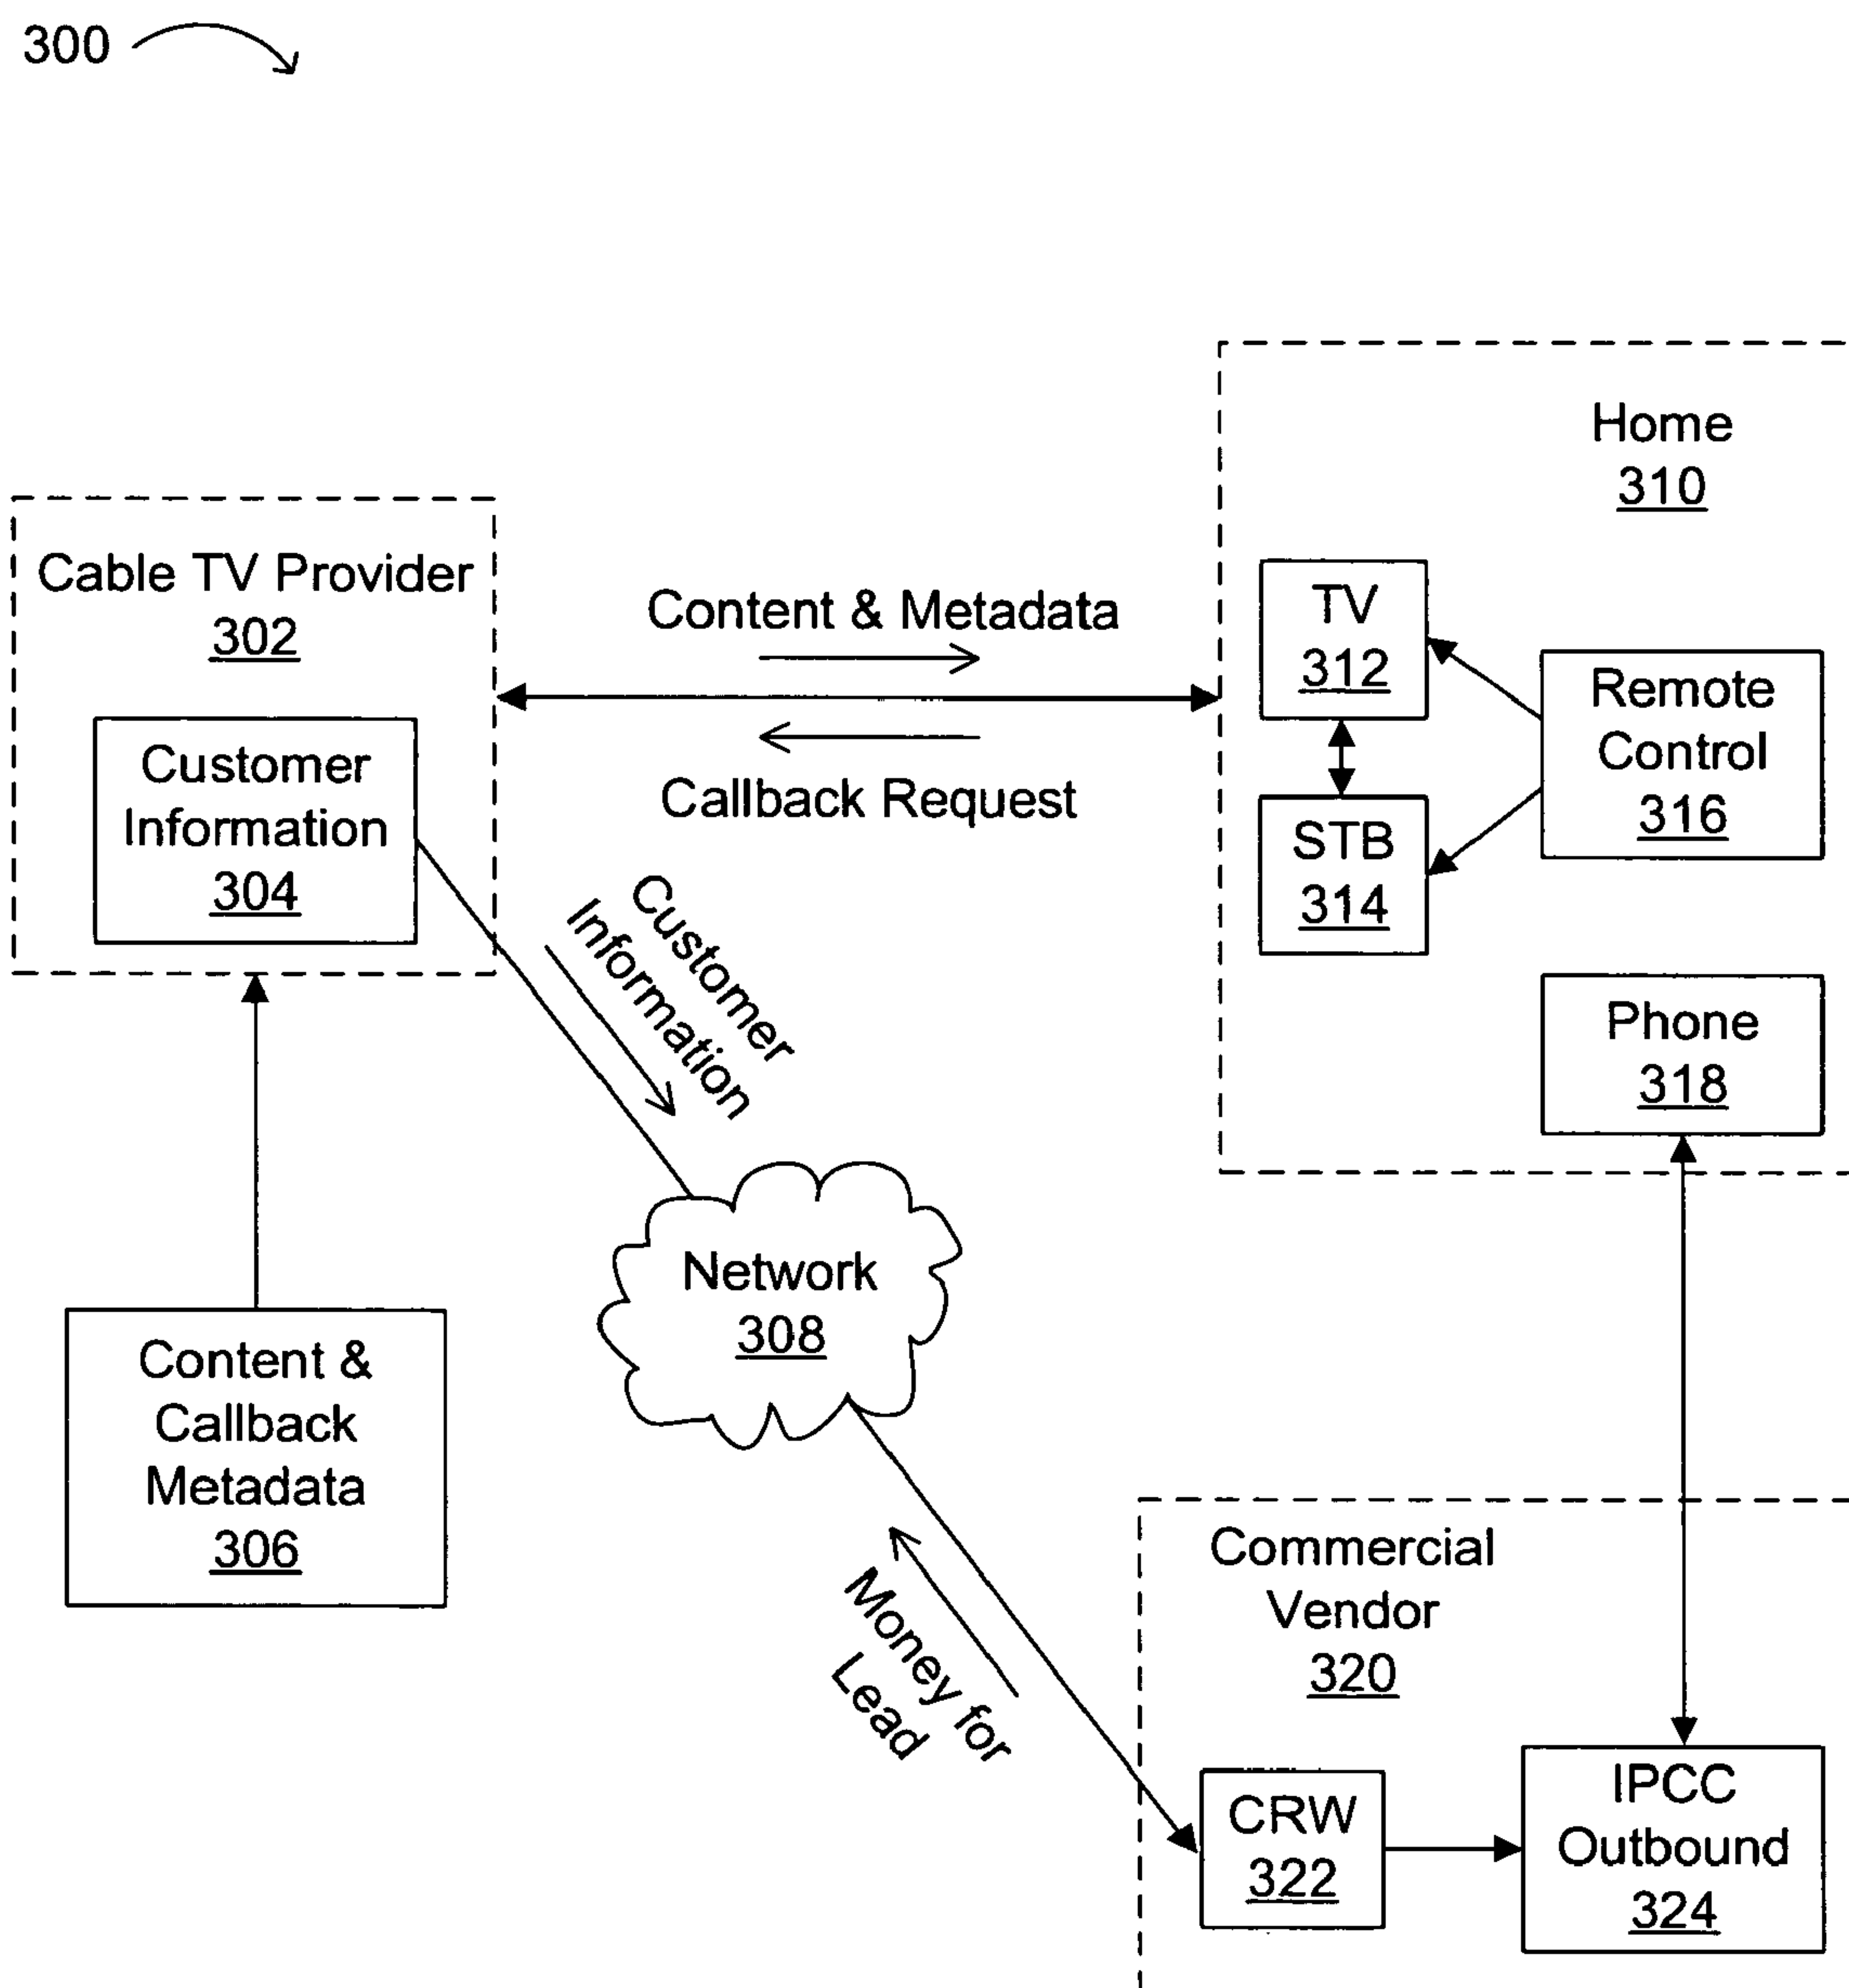 300
Home
310
Cable TV Provider
302
Customer
Information
304
Content & Metadata
Callback Request
TV
312
STB
314
Remote
Control
316
Phone
318
Customer
Information
Network
308
Content &
Callback
Metadata
306
Money for
Lead
Commercial
Vendor
320
CRW
322
IPCC
Outbound
324